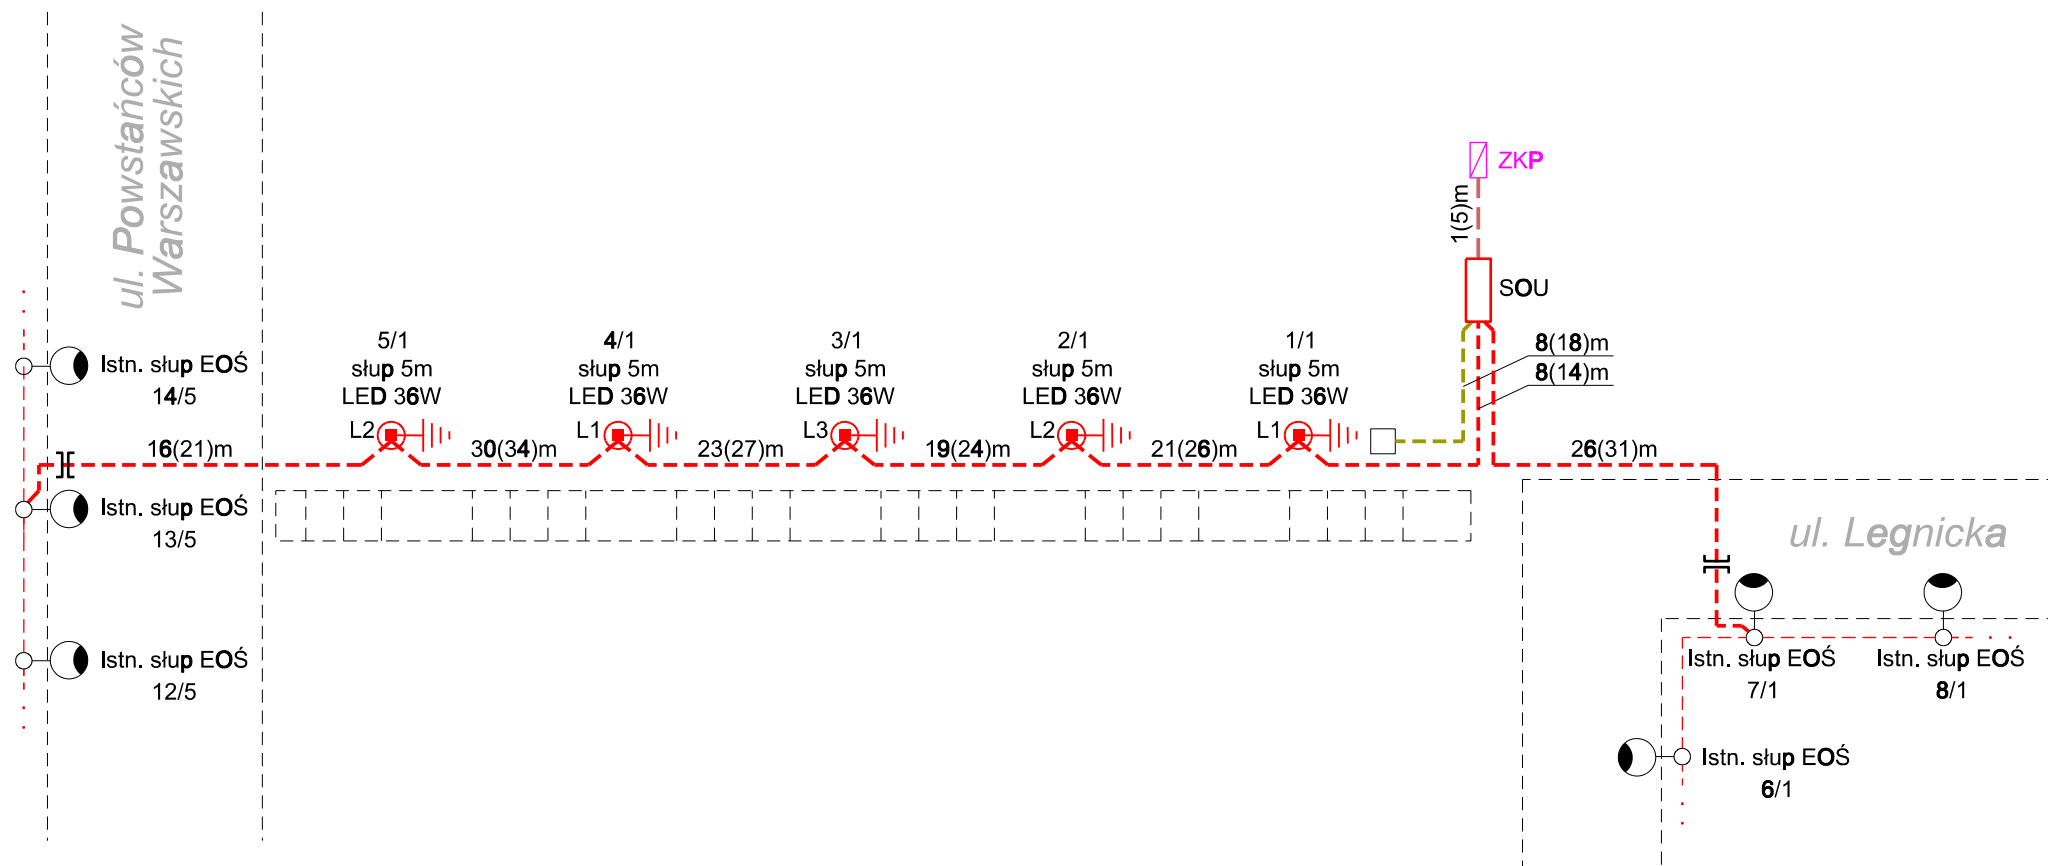 ul. Powstańców
Warszawskich
ZKP
1(5)m
SOU
8(18)m
8(14)m
5/1
słup 5m
LED 36W
L2
4/1
słup 5m
LED 36W
L1
3/1
słup 5m
LED 36W
L3
2/1
słup 5m
LED 36W
L2
1/1
słup 5m
LED 36W
L1
Istn. słup EOŚ
14/5
16(21)m
30(34)m
23(27)m
19(24)m
21(26)m
26(31)m
Istn. słup EOŚ
13/5
ul. Legnicka
Istn. słup EOŚ
12/5
Istn. słup EOŚ
7/1
Istn. słup EOŚ
8/1
Istn. słup EOŚ
6/1